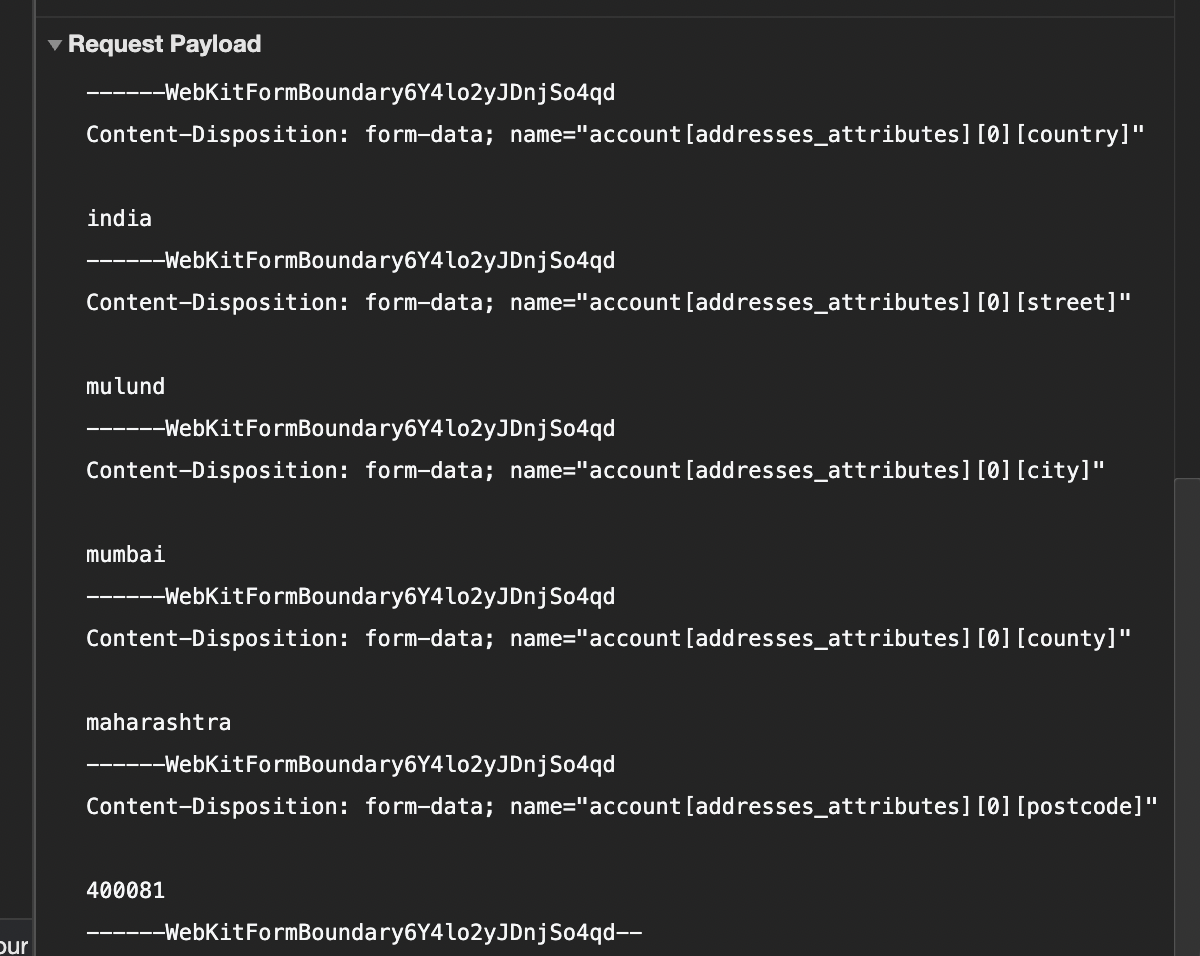 Request Payload
------WebKitFormBoundary6Y4lo2yJDnjSo4qd
Content-Disposition: form-data; name="account[addresses_attributes][0][country]"
india
------WebKitFormBoundary6Y4lo2yJDnjSo4qd
Content-Disposition: form-data; name="account[addresses_attributes][0][street]"
mulund
------WebKitFormBoundary6Y4lo2yJDnjSo4qd
Content-Disposition: form-data; name="account[addresses_attributes][0][city]"
mumbai
------WebKitFormBoundary6Y4lo2yJDnjSo4qd
Content-Disposition: form-data; name="account[addresses_attributes][0][county]"
maharashtra
------WebKitFormBoundary6Y4lo2yJDnjSo4qd
Content-Disposition: form-data; name="account[addresses_attributes][0][postcode]"
400081
------WebKitFormBoundary6Y4lo2yJDnjSo4qd--